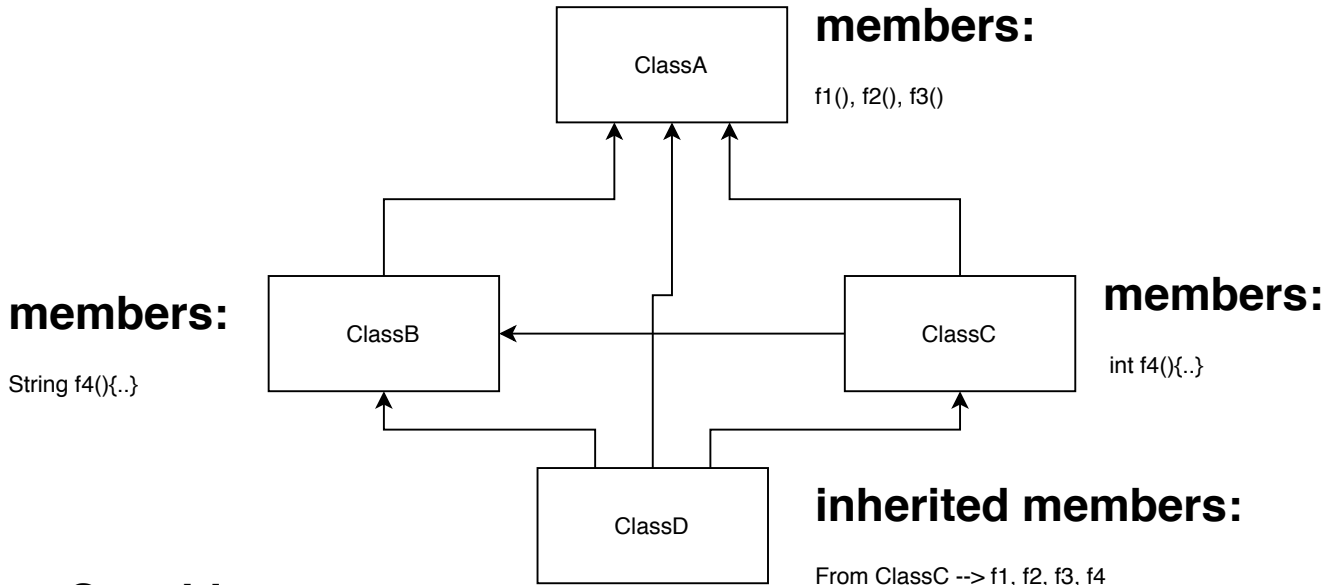 members:
ClassA
f1(), f2(), f3()
members:
ClassB
String f4(){..}
members:
ClassC
int f4(){..}
ClassD
inherited members:
From ClassC --> f1, f2, f3, f4